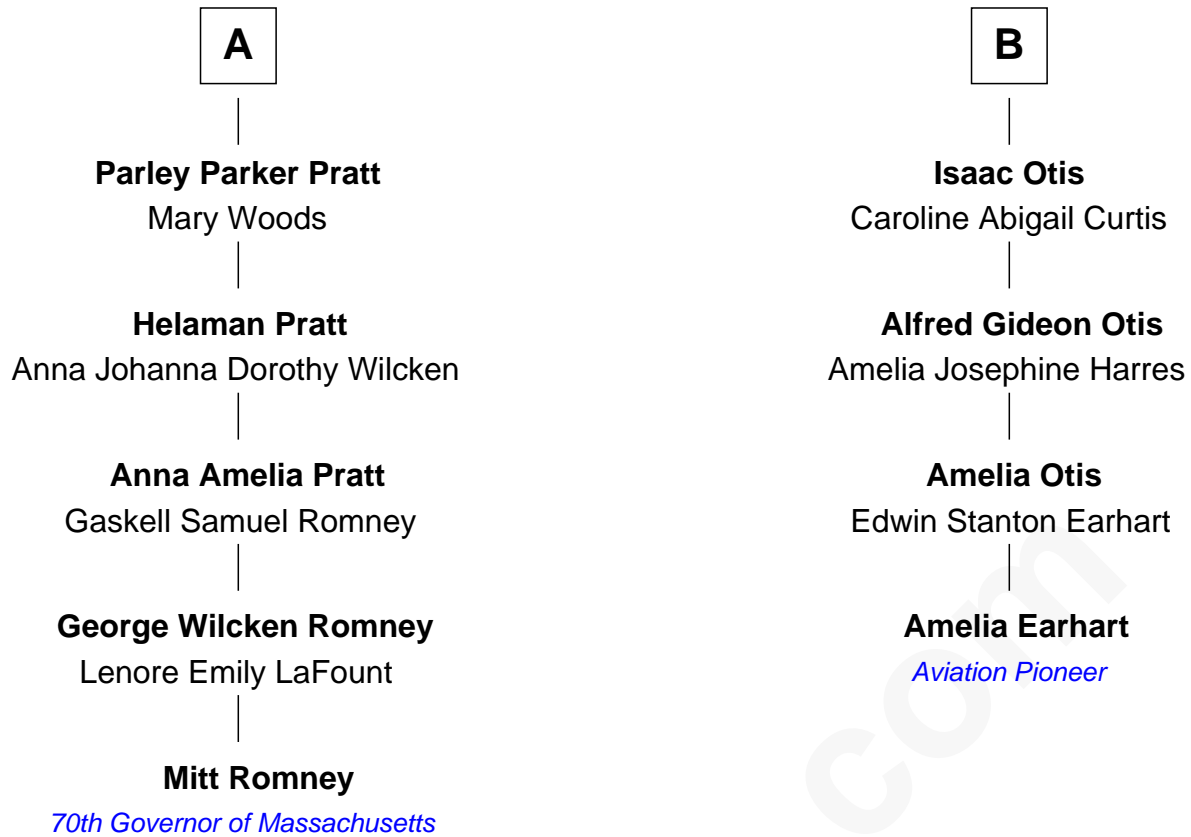 A
Parley Parker Pratt
Mary Woods
Helaman Pratt
Anna Johanna Dorothy Wilcken
Anna Amelia Pratt
Gaskell Samuel Romney
George Wilcken Romney
Lenore Emily LaFount
Mitt Romney
70th Governor of Massachusetts
B
Isaac Otis
Caroline Abigail Curtis
Alfred Gideon Otis
Amelia Josephine Harres
Amelia Otis
Edwin Stanton Earhart
Amelia Earhart
Aviation Pioneer
com